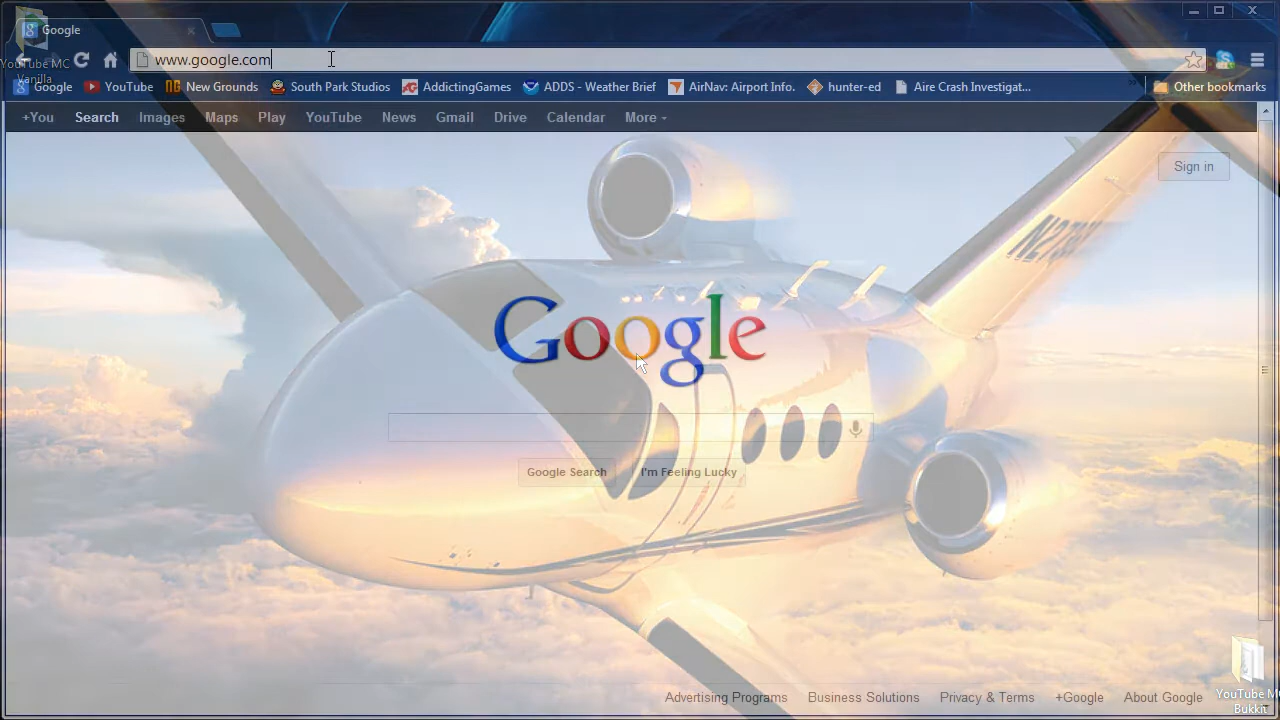 Google
www.google.com
YouTube MC
Vanilla
Google YouTube New Grounds South Park Studios AddictingGames ADDS - Weather Brief AirNav: Airport Info. hunter-ed Aire Crash Investigat... Other bookmarks
+You Search Images Maps Play YouTube News Gmail Drive Calendar More
Sign in
Google
Google Search I'm Feeling Lucky
Advertising Programs Business Solutions Privacy & Terms +Google About Google
YouTube MC
Bukkit